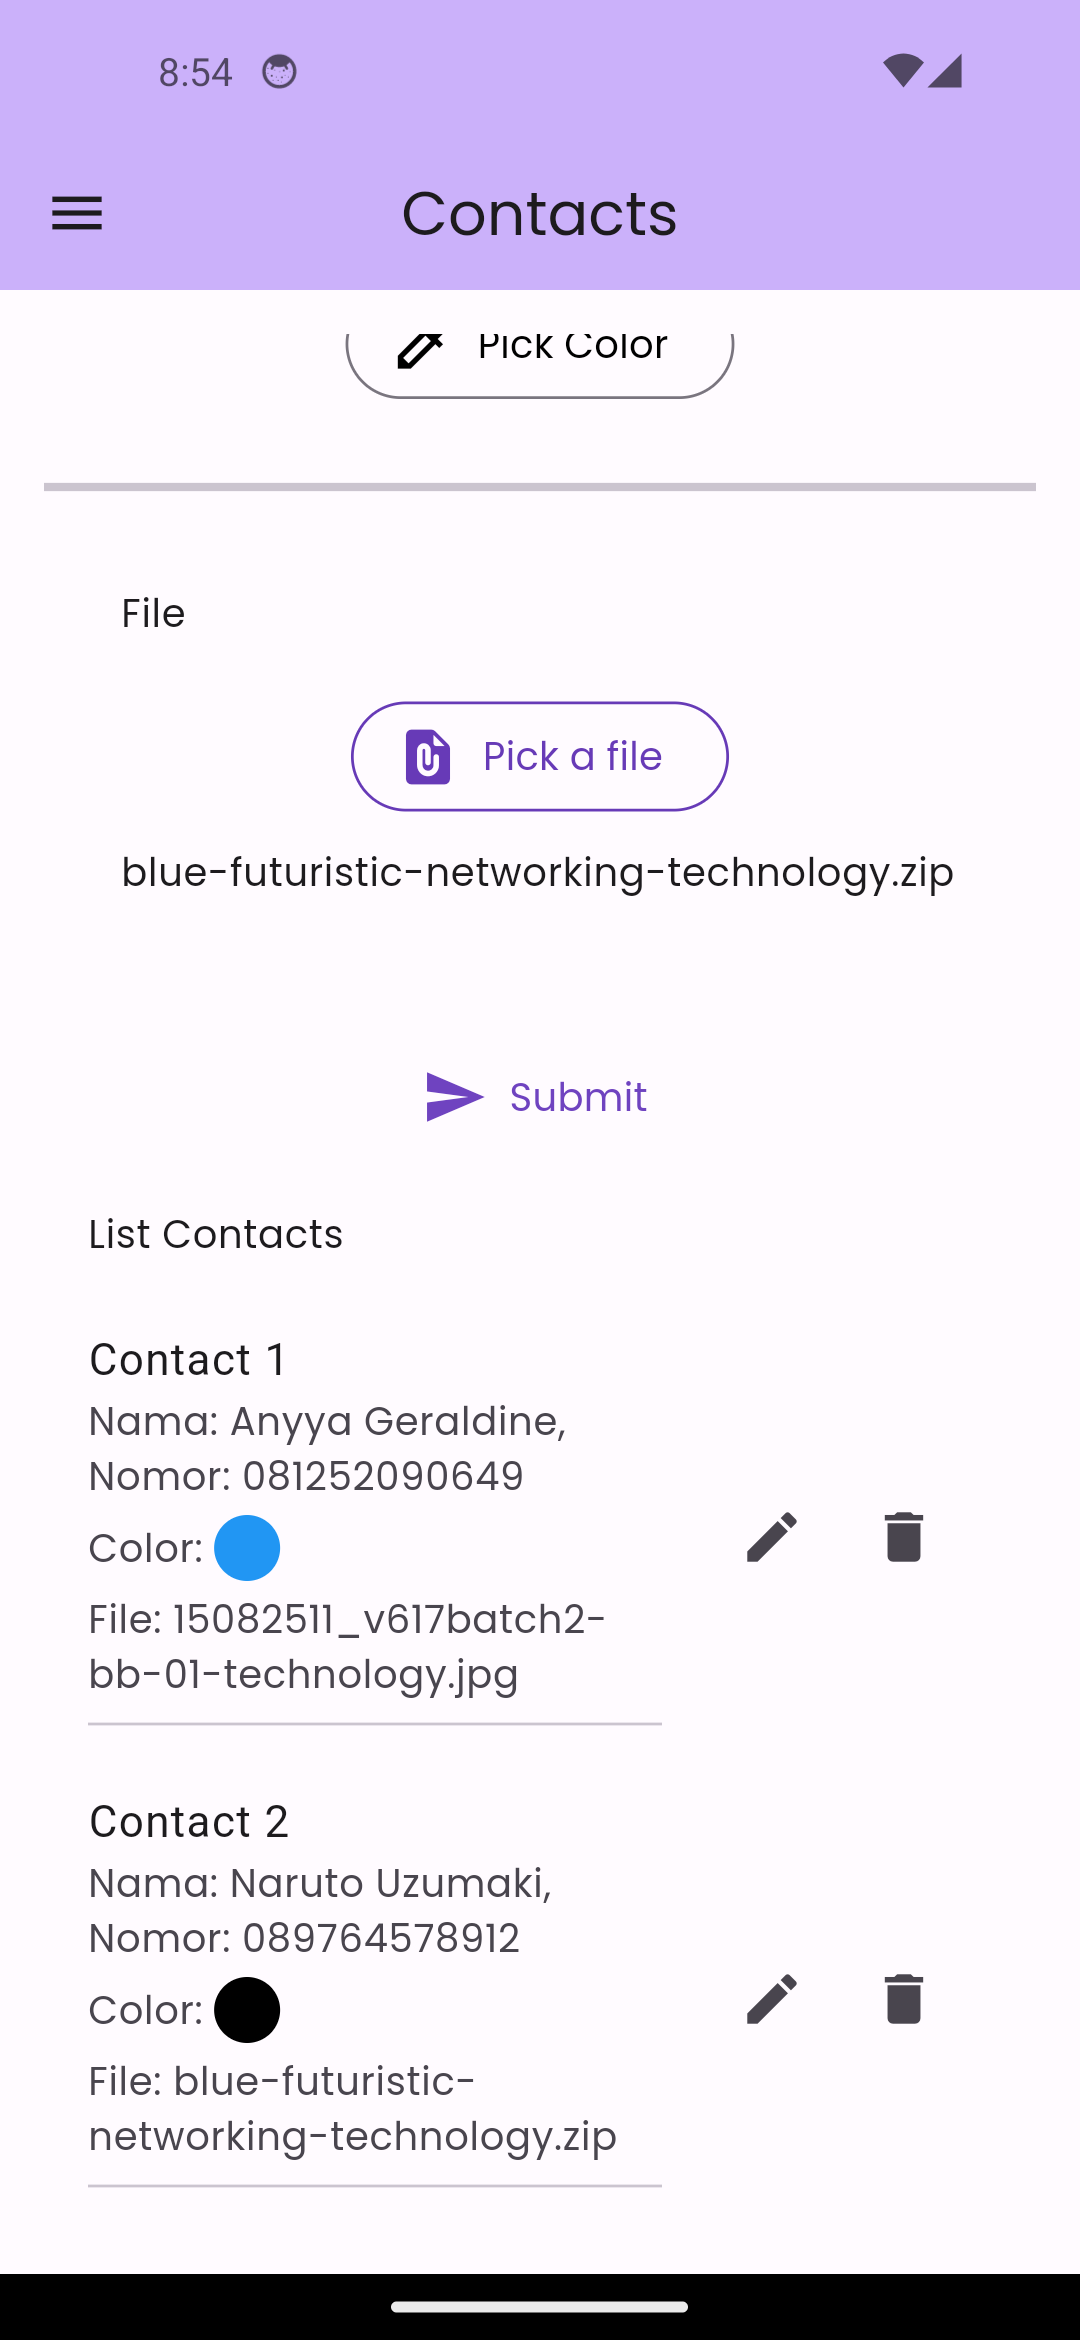 8:54
Contacts
Pick Color
File
Pick a file
blue-futuristic-networking-technology.zip
Submit
List Contacts
Contact 1
Nama: Anyya Geraldine,
Nomor: 081252090649
Color:
File: 15082511_v617batch2-
bb-01-technology.jpg
Contact 2
Nama: Naruto Uzumaki,
Nomor: 089764578912
Color:
File: blue-futuristic-
networking-technology.zip